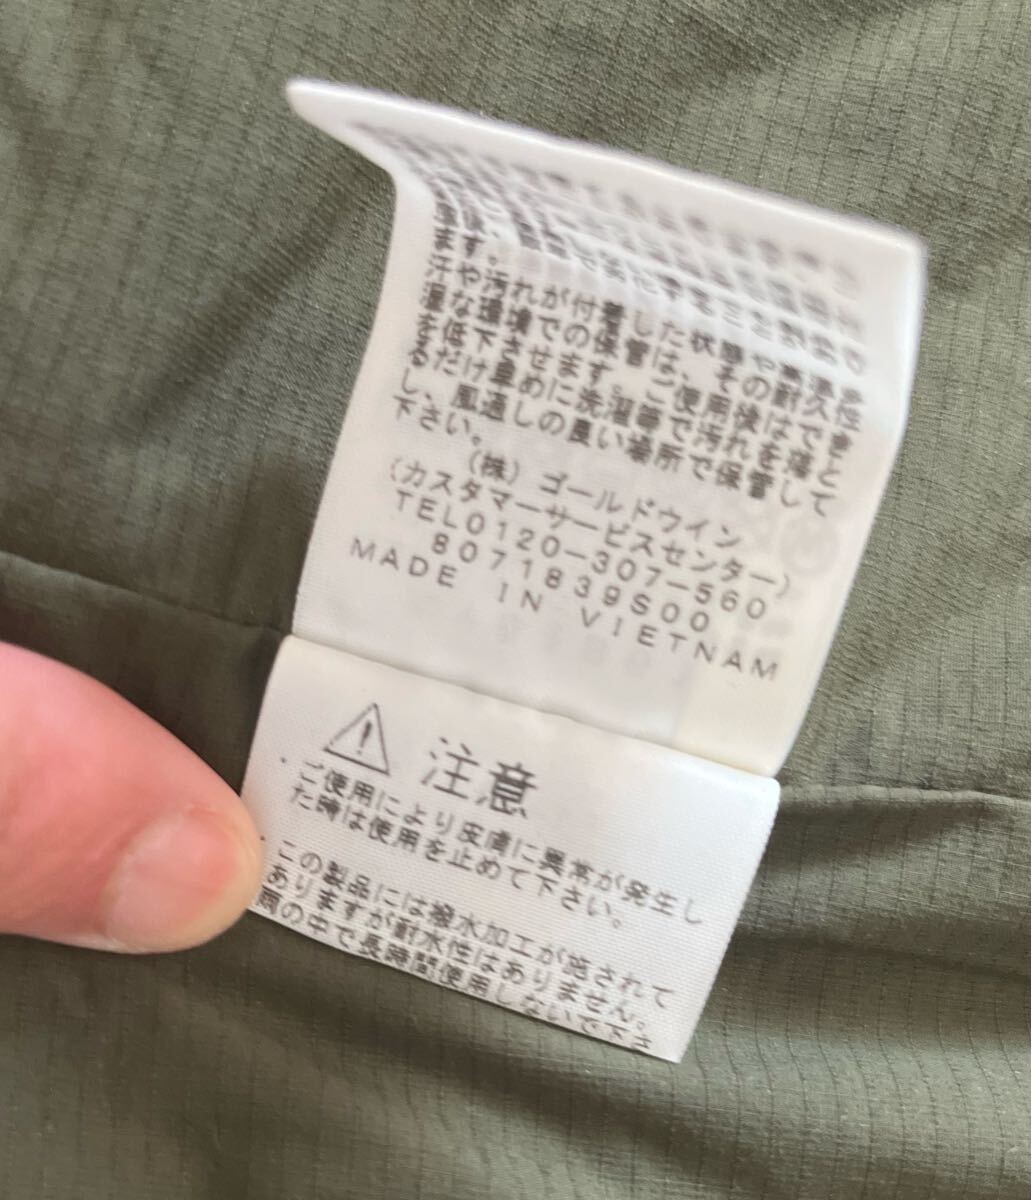 ます。
汗や汚れが付着した状態や高温多
湿な環境での保管は、その耐久性
を低下させます。ご使用後はでき
るだけ早めに洗濯等で汚れを落とし
し、風通しの良い場所で保管して
下さい。
(株)ゴールドウイン
(カスタマーサービスセンター)
TEL0120-307-560
8071839S00
MADE IN VIETNAM
注意
・ご使用により皮膚に異常が発生し
た時は使用を止めて下さい。
・この製品には撥水加工が施されて
ありますが耐水性はありません。
雨の中で長時間使用しないで下さ